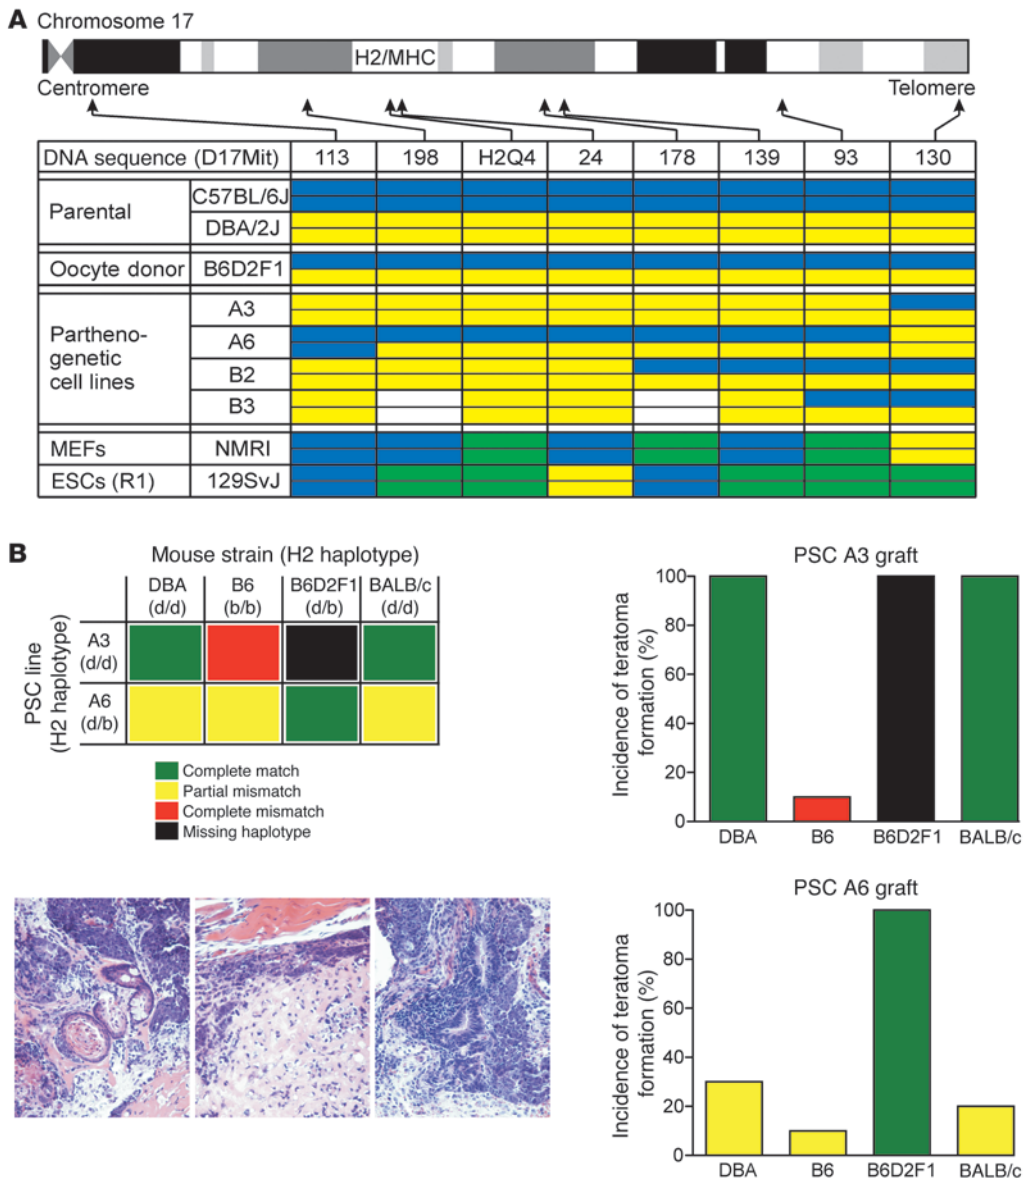 A Chromosome 17
H2/MHC
Centromere
Telomere
DNA sequence (D17Mit) 113 198 H2Q4 24 178 139 93 130
Parental
C57BL/6J
DBA/2J
Oocyte donor B6D2F1
Partheno-
genetic
cell lines
A3
A6
B2
B3
MEFs NMRI
ESCs (R1) 129SvJ
B
Mouse strain (H2 haplotype)
DBA B6 B6D2F1 BALB/c
(d/d) (b/b) (d/b) (d/d)
PSC line
(H2 haplotype)
A3
(d/d)
A6
(d/b)
Complete match
Partial mismatch
Complete mismatch
Missing haplotype
PSC A3 graft
Incidence of teratoma
formation (%)
100
80
60
40
20
0
DBA B6 B6D2F1 BALB/c
PSC A6 graft
Incidence of teratoma
formation (%)
100
80
60
40
20
0
DBA B6 B6D2F1 BALB/c